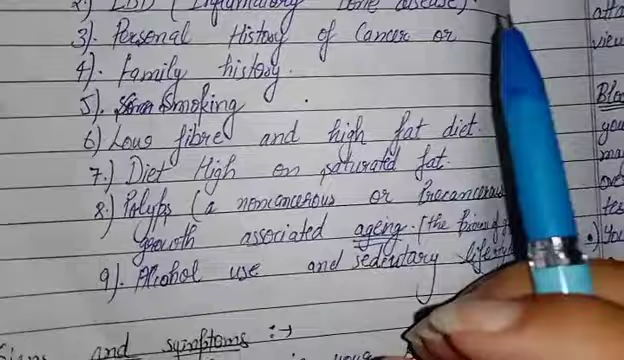 2.) IBD (Inflammatory bone disease).
3). Personal History of Cancer or
4). Family history.
5). Smoking
6) Low fibre and high fat diet.
7.) Diet High on saturated fat.
8.) Polyps (a noncancerous or Precancerous
growth associated ageing. (the
9). Alcohol use and sedentary
and symptoms :→